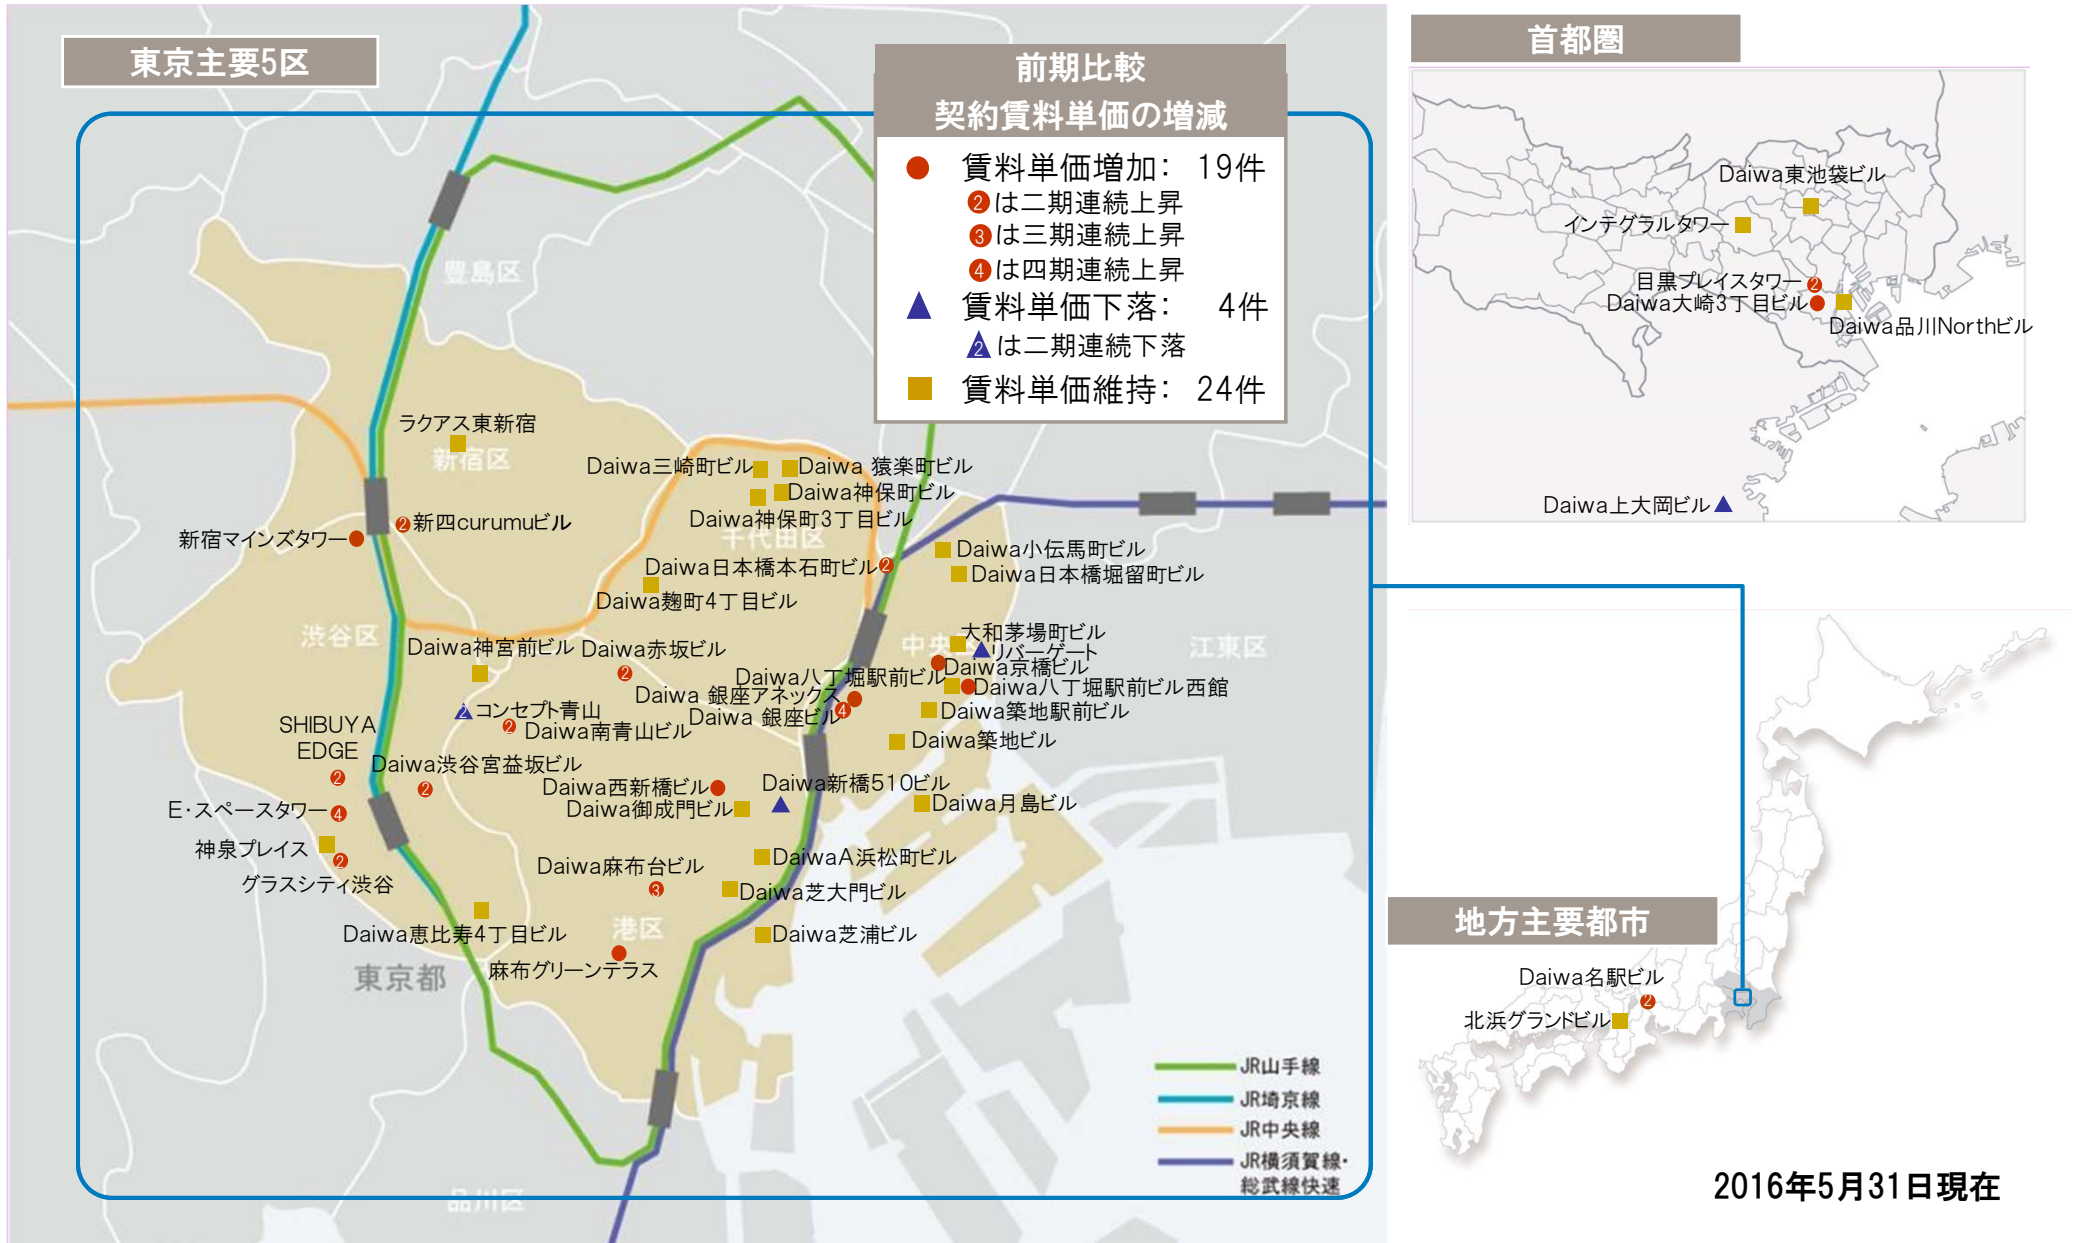 東京主要5区
前期比較
契約賃料単価の増減
賃料単価増加： 19件
2は二期連続上昇
3は三期連続上昇
4は四期連続上昇
賃料単価下落： 4件
2は二期連続下落
賃料単価維持： 24件
豊島区
ラクアス東新宿
新宿区
Daiwa三崎町ビル
Daiwa 猿楽町ビル
Daiwa神保町ビル
Daiwa神保町3丁目ビル
千代田区
2
新四curumuビル
新宿マインズタワー
Daiwa小伝馬町ビル
Daiwa日本橋本石町ビル
2
Daiwa日本橋堀留町ビル
Daiwa麹町4丁目ビル
渋谷区
中央区
大和茅場町ビル
江東区
Daiwa神宮前ビル
Daiwa赤坂ビル
2
リバーゲート
Daiwa京橋ビル
Daiwa八丁堀駅前ビル
Daiwa八丁堀駅前ビル西館
Daiwa 銀座アネックス
Daiwa 銀座ビル
4
2
コンセプト青山
2
Daiwa南青山ビル
Daiwa築地駅前ビル
Daiwa築地ビル
SHIBUYA
EDGE
2
Daiwa渋谷宮益坂ビル
2
Daiwa西新橋ビル
Daiwa新橋510ビル
Daiwa御成門ビル
Daiwa月島ビル
E・スペースタワー
4
神泉プレイス
2
グラスシティ渋谷
DaiwaA浜松町ビル
Daiwa麻布台ビル
3
Daiwa芝大門ビル
Daiwa恵比寿4丁目ビル
港区
Daiwa芝浦ビル
麻布グリーンテラス
東京都
品川区
JR山手線
JR埼京線
JR中央線
JR横須賀線・
総武線快速
首都圏
Daiwa東池袋ビル
インテグラルタワー
目黒プレイスタワー
2
Daiwa大崎3丁目ビル
Daiwa品川Northビル
Daiwa上大岡ビル
地方主要都市
Daiwa名駅ビル
2
北浜グランドビル
2016年5月31日現在